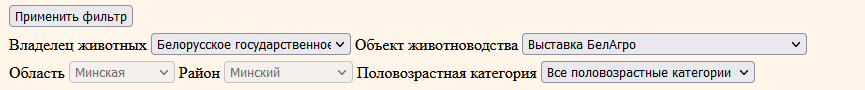 Применить фильтр
Владелец животных Белорусское государственное Объект животноводства Выставка БелАгро
Область Минская Район Минский Половозрастная категория Все половозрастные категории